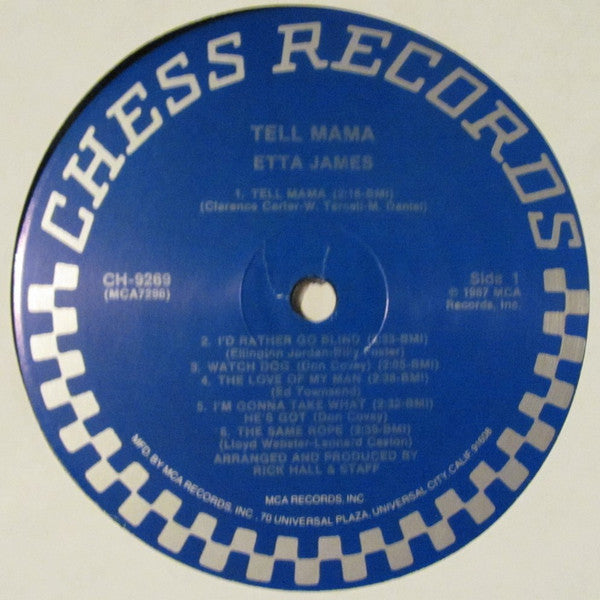 CHESS RECORDS
TELL MAMA
ETTA JAMES
1. TELL MAMA (2:15-BMI)
(Clarence Carter-W. Terrell-M. Daniel)
CH-9269
(MCA7298)
Side 1
© 1987 MCA
Records, Inc.
2. I'D RATHER GO BLIND (2:33-BMI)
(Ellington Jordan-Billy Foster)
3. WATCH DOG (Don Covay) (2:05-BMI)
4. THE LOVE OF MY MAN (2:38-BMI)
(Ed Townsend)
5. I'M GONNA TAKE WHAT (2:32-BMI)
HE'S GOT (Don Covay)
6. THE SAME ROPE (2:39-BMI)
(Lloyd Webster-Leonard Caston)
ARRANGED AND PRODUCED BY
RICK HALL & STAFF
MCA RECORDS, INC
MFD. BY MCA RECORDS, INC., 70 UNIVERSAL PLAZA, UNIVERSAL CITY, CALIF. 91608